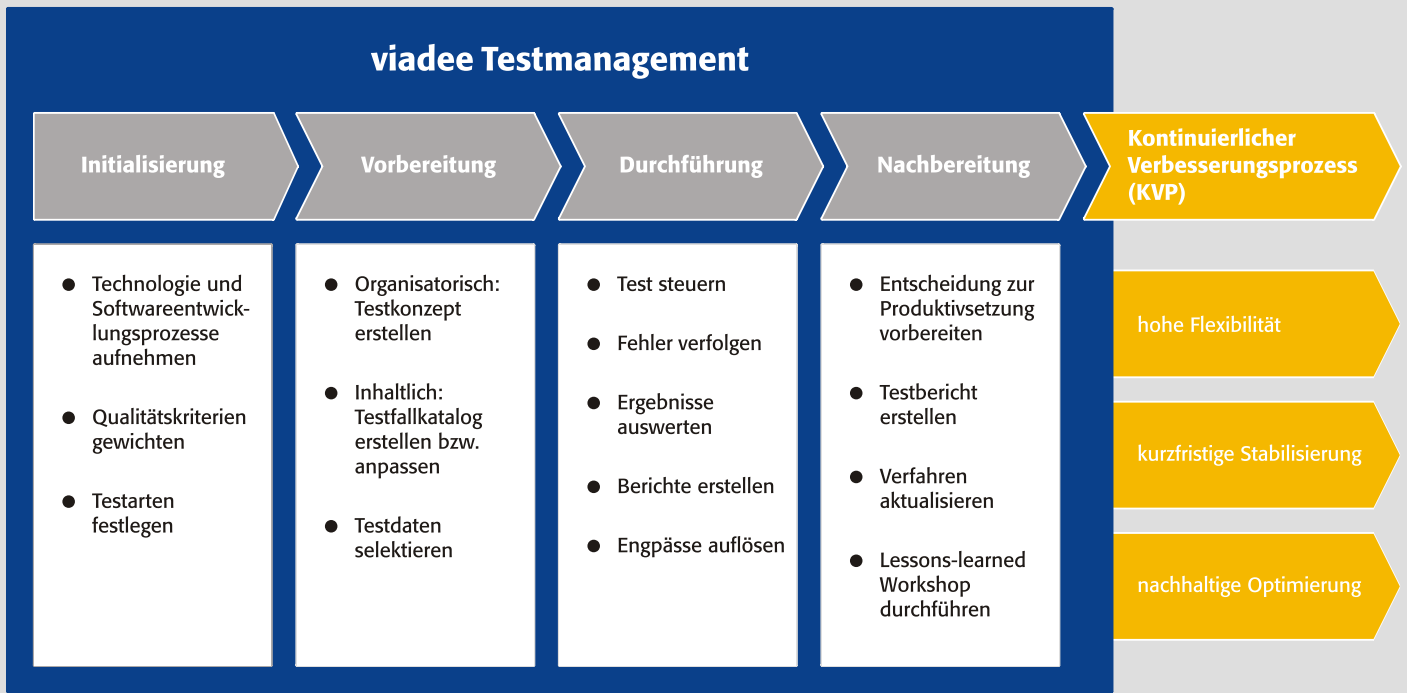 viadee Testmanagement
Initialisierung
Vorbereitung
Durchführung
Nachbereitung
Kontinuierlicher
Verbesserungsprozess
(KVP)
● Technologie und
Softwareentwick-
lungsprozesse
aufnehmen
● Qualitätskriterien
gewichten
● Testarten
festlegen
● Organisatorisch:
Testkonzept
erstellen
● Inhaltlich:
Testfallkatalog
erstellen bzw.
anpassen
● Testdaten
selektieren
● Test steuern
● Fehler verfolgen
● Ergebnisse
auswerten
● Berichte erstellen
● Engpässe auflösen
● Entscheidung zur
Produktivsetzung
vorbereiten
● Testbericht
erstellen
● Verfahren
aktualisieren
● Lessons-learned
Workshop
durchführen
hohe Flexibilität
kurzfristige Stabilisierung
nachhaltige Optimierung